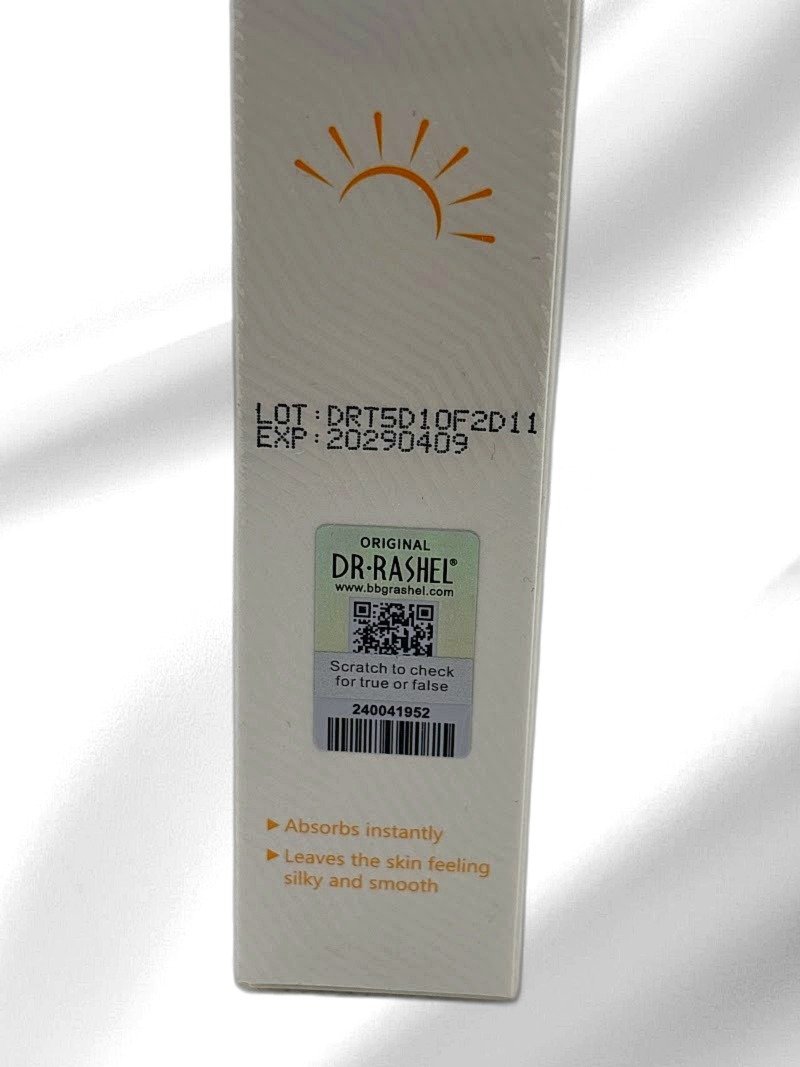 LOT:DRT5D10F2D11
EXP:20290409
ORIGINAL
DR·RASHEL®
www.bbgrashel.com
Scratch to check
for true or false
240041952
▶ Absorbs instantly
▶ Leaves the skin feeling
silky and smooth